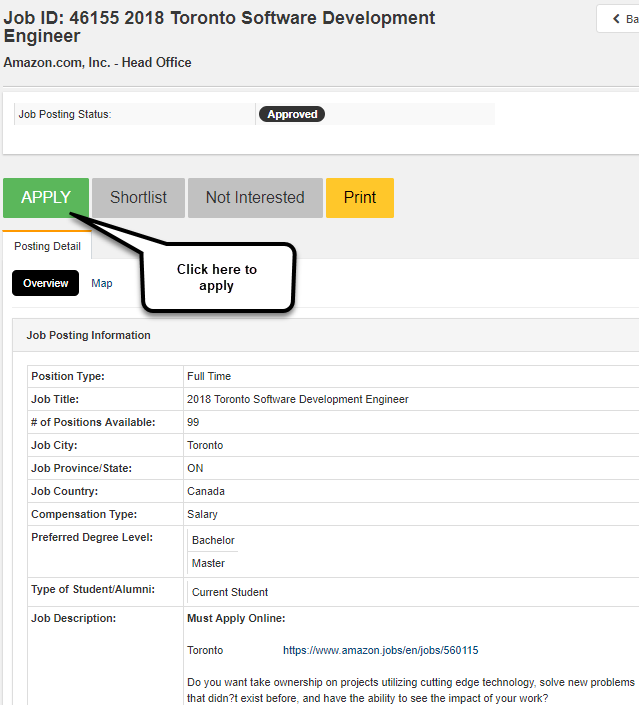 Job ID: 46155 2018 Toronto Software Development
Engineer
Ba
Amazon.com, Inc. - Head Office
Job Posting Status: Approved
APPLY Shortlist Not Interested Print
Posting Detail
Click here to
apply
Overview Map
Job Posting Information
Position Type: Full Time
Job Title: 2018 Toronto Software Development Engineer
# of Positions Available: 99
Job City: Toronto
Job Province/State: ON
Job Country: Canada
Compensation Type: Salary
Preferred Degree Level: Bachelor
Master
Type of Student/Alumni: Current Student
Job Description: Must Apply Online:
Toronto https://www.amazon.jobs/en/jobs/560115
Do you want take ownership on projects utilizing cutting edge technology, solve new problems
that didn?t exist before, and have the ability to see the impact of your work?